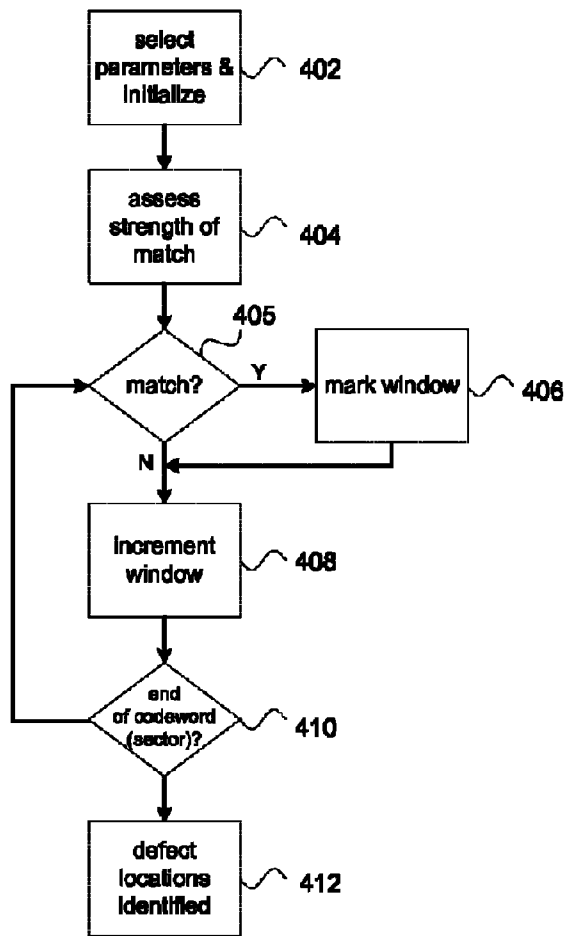 select
parameters &
initialize
402
assess
strength of
match
404
405
match?
Y
mark window
406
N
increment
window
408
end
of codeword
(sector)?
410
defect
locations
identified
412